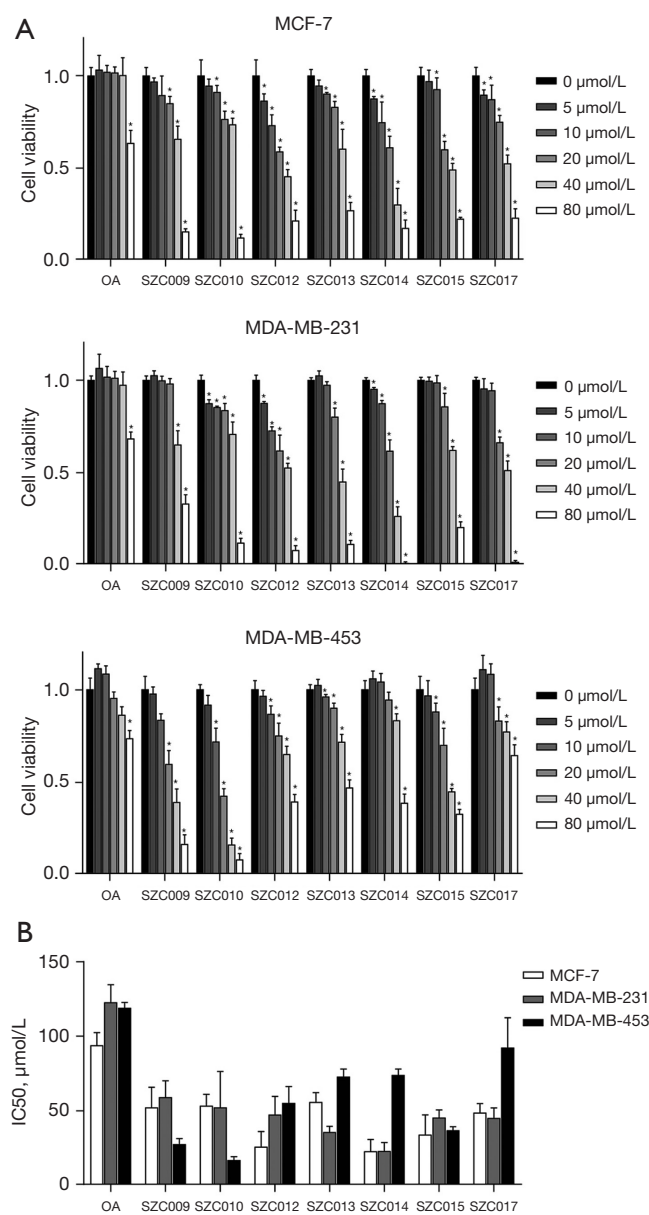 A
MCF-7
Cell viability
1.0
0.5
0.0
* * * * * * * * * * * * * * * * * * * * * * * * * * *
OA SZC009 SZC010 SZC012 SZC013 SZC014 SZC015 SZC017
0 µmol/L
5 µmol/L
10 µmol/L
20 µmol/L
40 µmol/L
80 µmol/L
MDA-MB-231
Cell viability
1.0
0.5
0.0
OA SZC009 SZC010 SZC012 SZC013 SZC014 SZC015 SZC017
0 µmol/L
5 µmol/L
10 µmol/L
20 µmol/L
40 µmol/L
80 µmol/L
MDA-MB-453
Cell viability
1.0
0.5
0.0
OA SZC009 SZC010 SZC012 SZC013 SZC014 SZC015 SZC017
0 µmol/L
5 µmol/L
10 µmol/L
20 µmol/L
40 µmol/L
80 µmol/L
B
IC50, µmol/L
150
100
50
0
OA SZC009 SZC010 SZC012 SZC013 SZC014 SZC015 SZC017
MCF-7
MDA-MB-231
MDA-MB-453